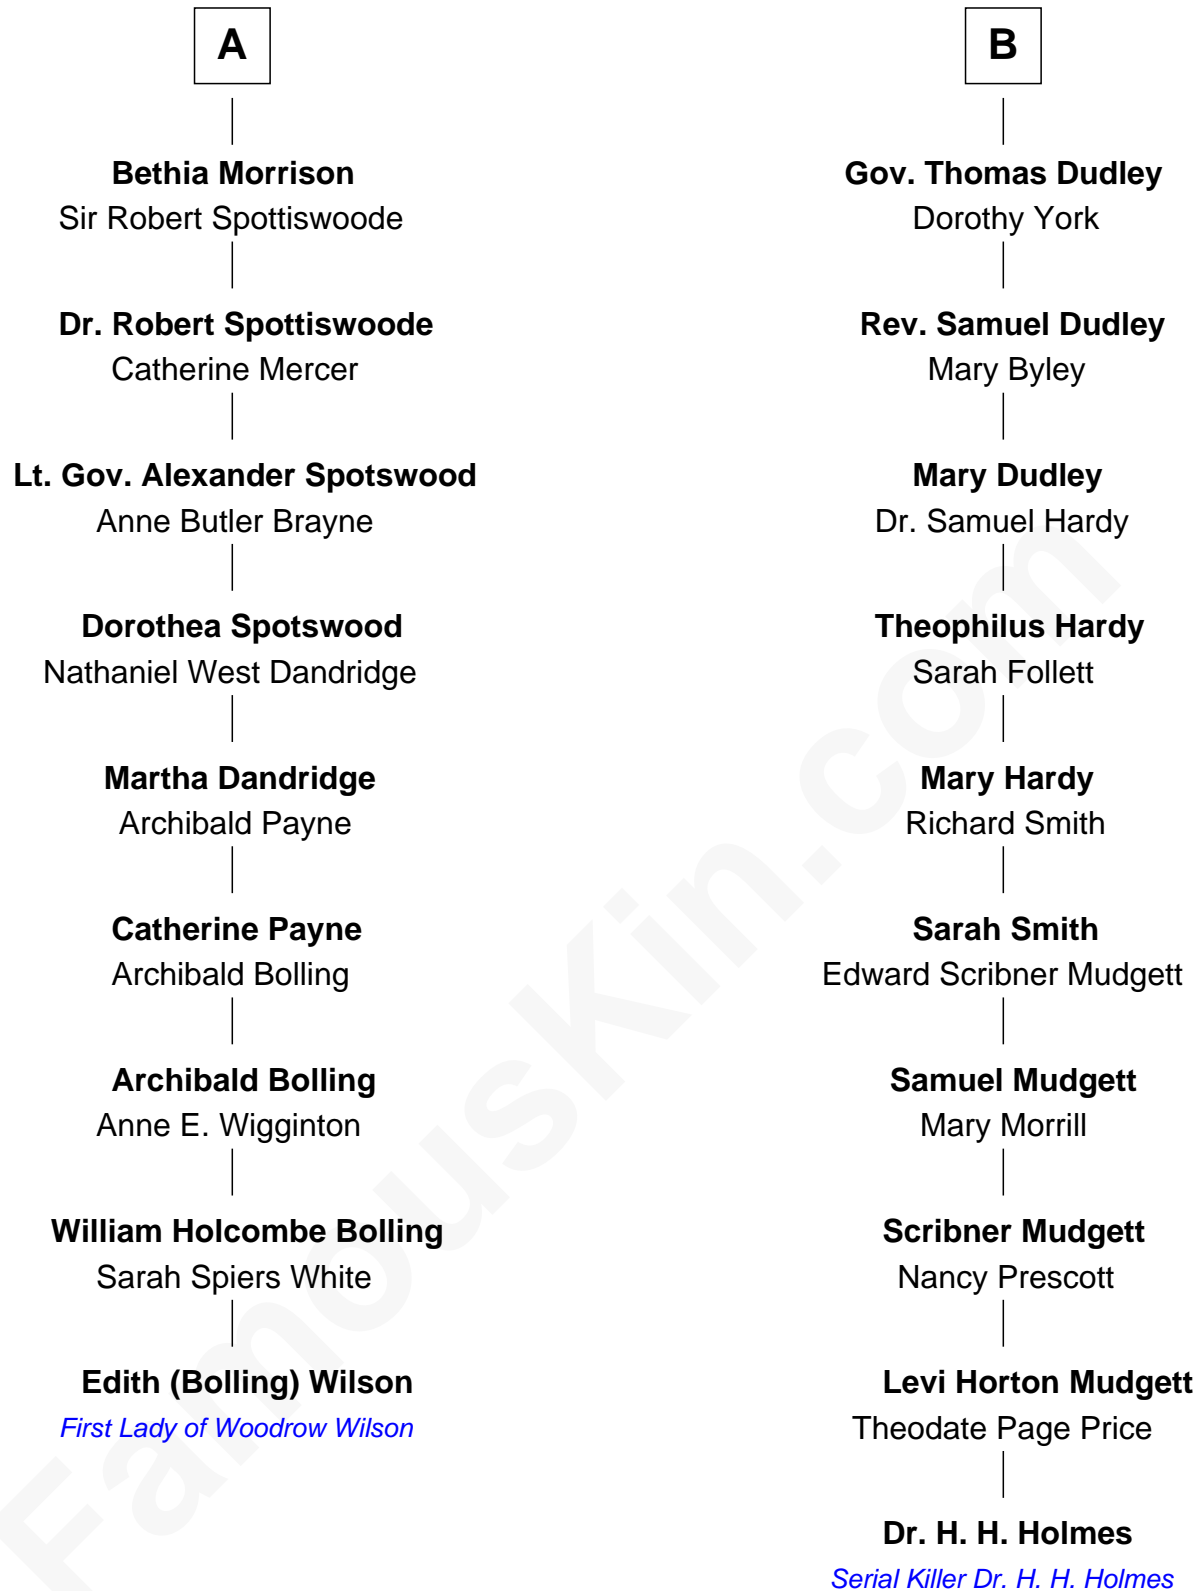 A
Bethia Morrison
Sir Robert Spottiswoode
Dr. Robert Spottiswoode
Catherine Mercer
Lt. Gov. Alexander Spotswood
Anne Butler Brayne
Dorothea Spotswood
Nathaniel West Dandridge
Martha Dandridge
Archibald Payne
Catherine Payne
Archibald Bolling
Archibald Bolling
Anne E. Wigginton
William Holcombe Bolling
Sarah Spiers White
Edith (Bolling) Wilson
First Lady of Woodrow Wilson
B
Gov. Thomas Dudley
Dorothy York
Rev. Samuel Dudley
Mary Byley
Mary Dudley
Dr. Samuel Hardy
Theophilus Hardy
Sarah Follett
Mary Hardy
Richard Smith
Sarah Smith
Edward Scribner Mudgett
Samuel Mudgett
Mary Morrill
Scribner Mudgett
Nancy Prescott
Levi Horton Mudgett
Theodate Page Price
Dr. H. H. Holmes
Serial Killer Dr. H. H. Holmes
FamousKin.com